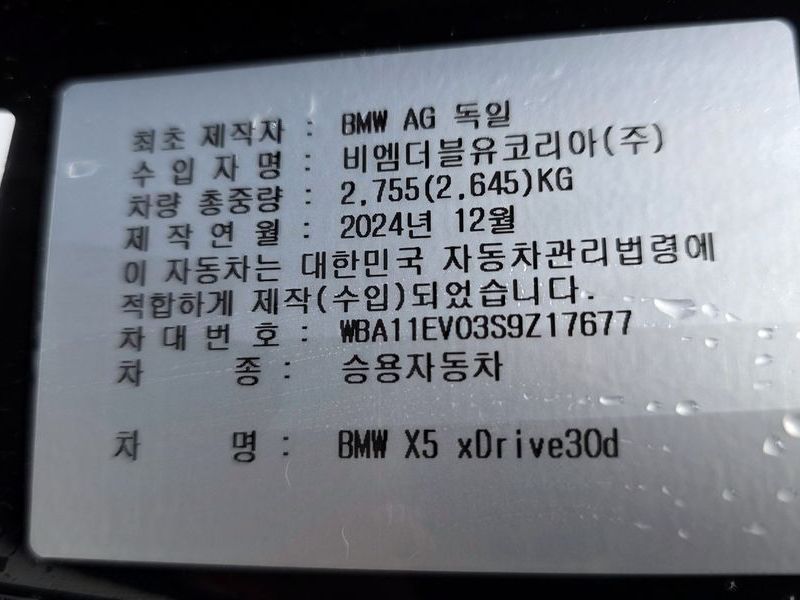 최초 제작자 : BMW AG 독일
수 입 자 명 : 비엠더블유코리아(주)
차량 총중량 : 2,755(2,645)KG
제 작 연 월 : 2024년 12월
이 자동차는 대한민국 자동차관리법령에
적합하게 제작(수입)되었습니다.
차 대 번 호 : WBA11EV03S9Z17677
차 종 : 승용자동차
차 명 : BMW X5 xDrive30d